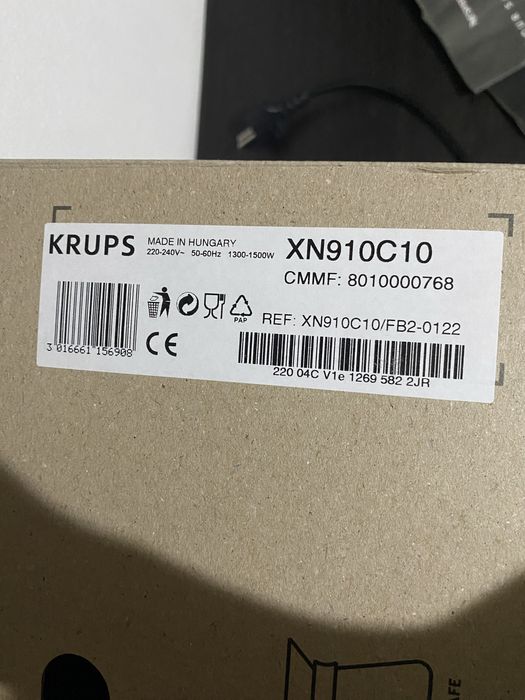 KRUPS
MADE IN HUNGARY
220-240V~ 50-60Hz 1300-1500W
XN910C10
CMMF: 8010000768
PAP
REF: XN910C10/FB2-0122
CE
3 016661 156908
220 04C V1e 1269 582 2JR